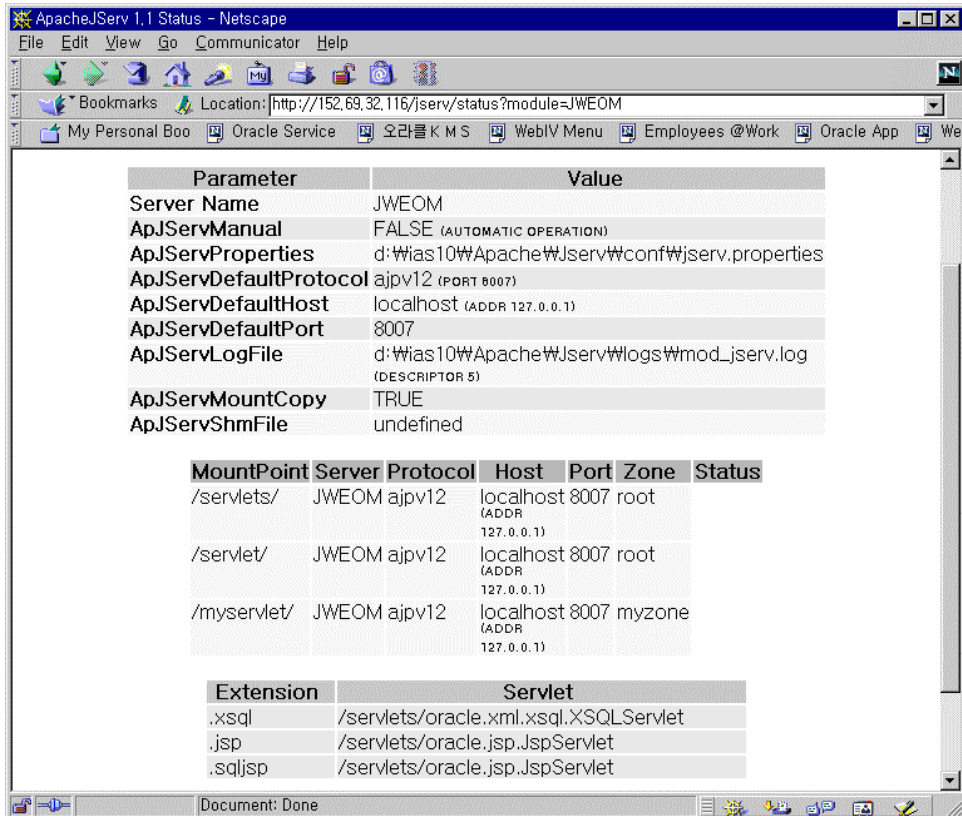 ApacheJServ 1,1 Status - Netscape
File Edit View Go Communicator Help
My
N
Bookmarks Location: http://152,69,32,116/jserv/status?module=JWEOM
My Personal Boo Oracle Service 오라클 K M S WebIV Menu Employees @Work Oracle App We
Parameter Value
Server Name JWEOM
ApJServManual FALSE (AUTOMATIC OPERATION)
ApJServProperties d:₩ias10₩Apache₩Jserv₩conf₩jserv.properties
ApJServDefaultProtocol ajpv12 (PORT 8007)
ApJServDefaultHost localhost (ADDR 127.0.0.1)
ApJServDefaultPort 8007
ApJServLogFile d:₩ias10₩Apache₩Jserv₩logs₩mod_jserv.log
(DESCRIPTOR 5)
ApJServMountCopy TRUE
ApJServShmFile undefined
MountPoint Server Protocol Host Port Zone Status
/servlets/ JWEOM ajpv12 localhost 8007 root
(ADDR
127.0.0.1)
/servlet/ JWEOM ajpv12 localhost 8007 root
(ADDR
127.0.0.1)
/myservlet/ JWEOM ajpv12 localhost 8007 myzone
(ADDR
127.0.0.1)
Extension Servlet
.xsql /servlets/oracle.xml.xsql.XSQLServlet
.jsp /servlets/oracle.jsp.JspServlet
.sqljsp /servlets/oracle.jsp.JspServlet
Document: Done